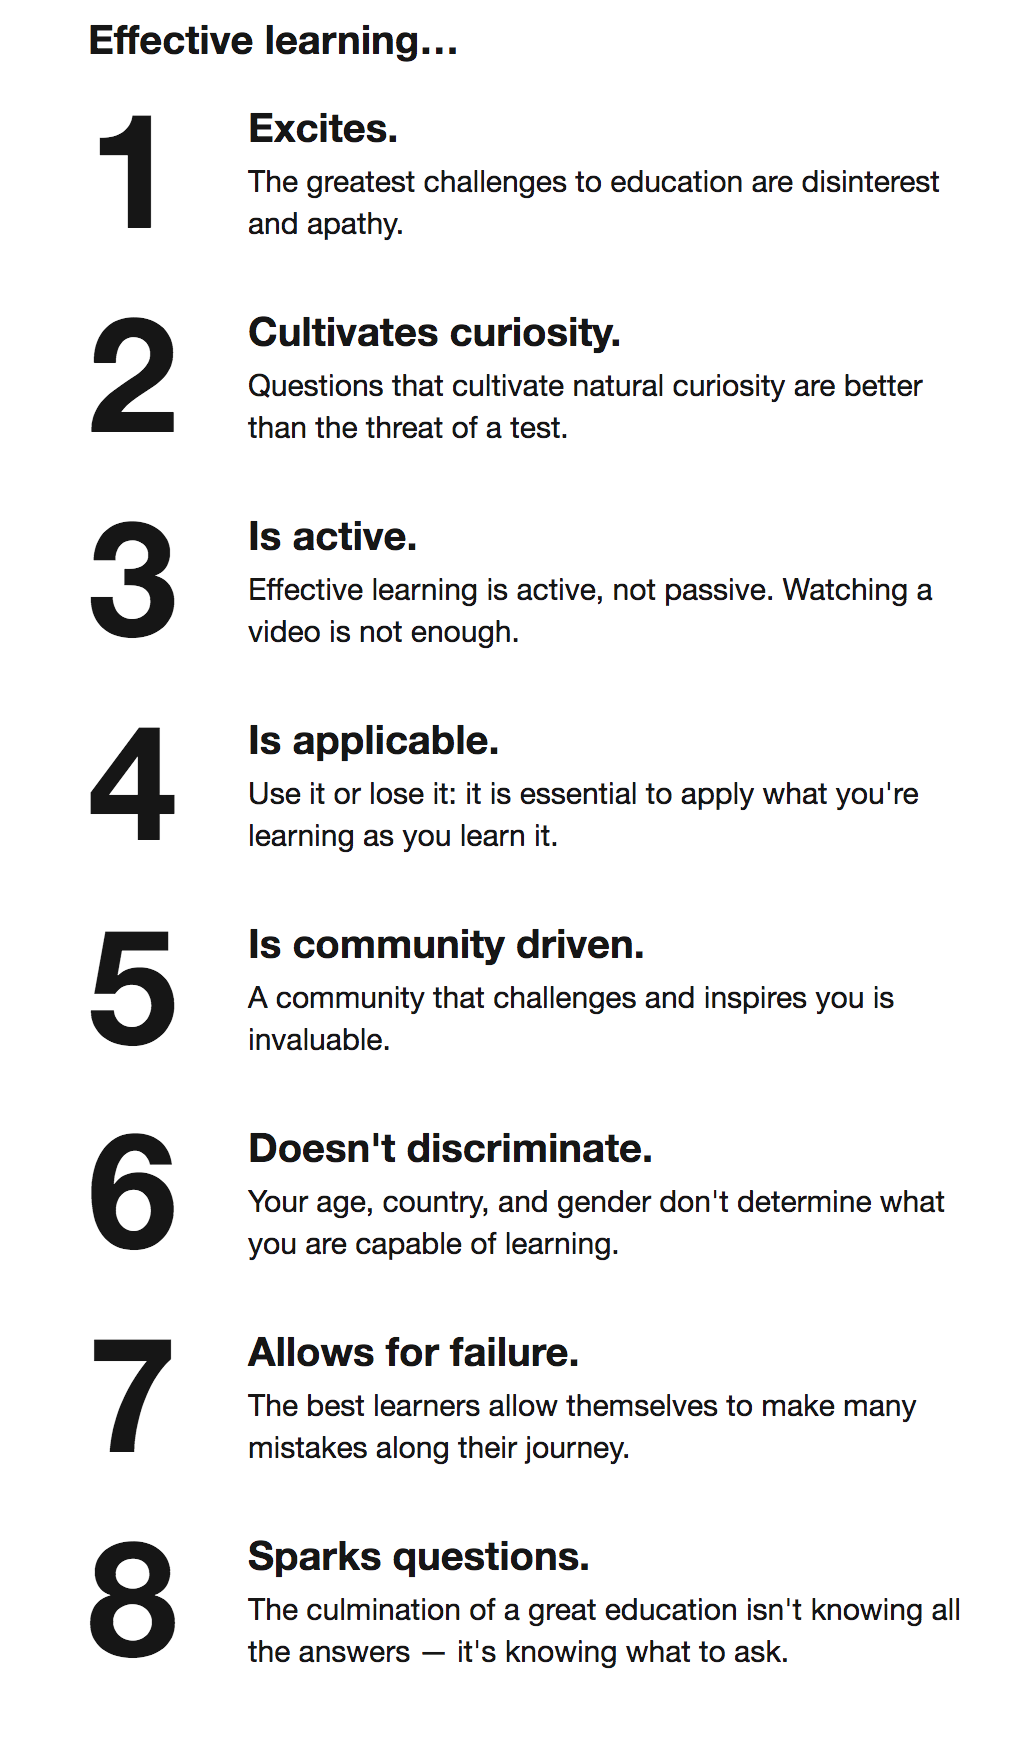 Effective learning...
1
Excites.
The greatest challenges to education are disinterest
and apathy.
2
Cultivates curiosity.
Questions that cultivate natural curiosity are better
than the threat of a test.
3
Is active.
Effective learning is active, not passive. Watching a
video is not enough.
4
Is applicable.
Use it or lose it: it is essential to apply what you're
learning as you learn it.
5
Is community driven.
A community that challenges and inspires you is
invaluable.
6
Doesn't discriminate.
Your age, country, and gender don't determine what
you are capable of learning.
7
Allows for failure.
The best learners allow themselves to make many
mistakes along their journey.
8
Sparks questions.
The culmination of a great education isn't knowing all
the answers — it's knowing what to ask.